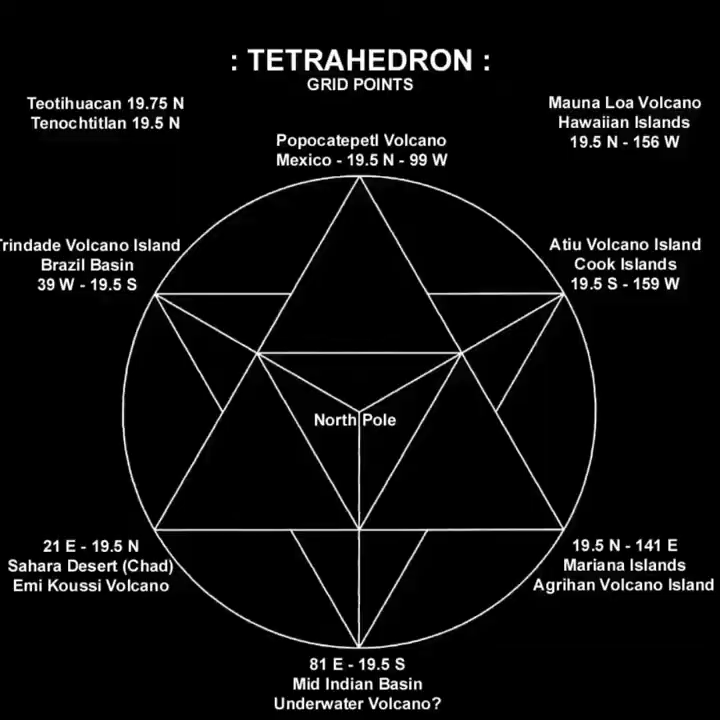 : TETRAHEDRON :
GRID POINTS
Teotihuacan 19.75 N
Tenochtitlan 19.5 N
Mauna Loa Volcano
Hawaiian Islands
19.5 N - 156 W
Popocatepetl Volcano
Mexico - 19.5 N - 99 W
Trindade Volcano Island
Brazil Basin
39 W - 19.5 S
Atiu Volcano Island
Cook Islands
19.5 S - 159 W
North Pole
21 E - 19.5 N
Sahara Desert (Chad)
Emi Koussi Volcano
19.5 N - 141 E
Mariana Islands
Agrihan Volcano Island
81 E - 19.5 S
Mid Indian Basin
Underwater Volcano?